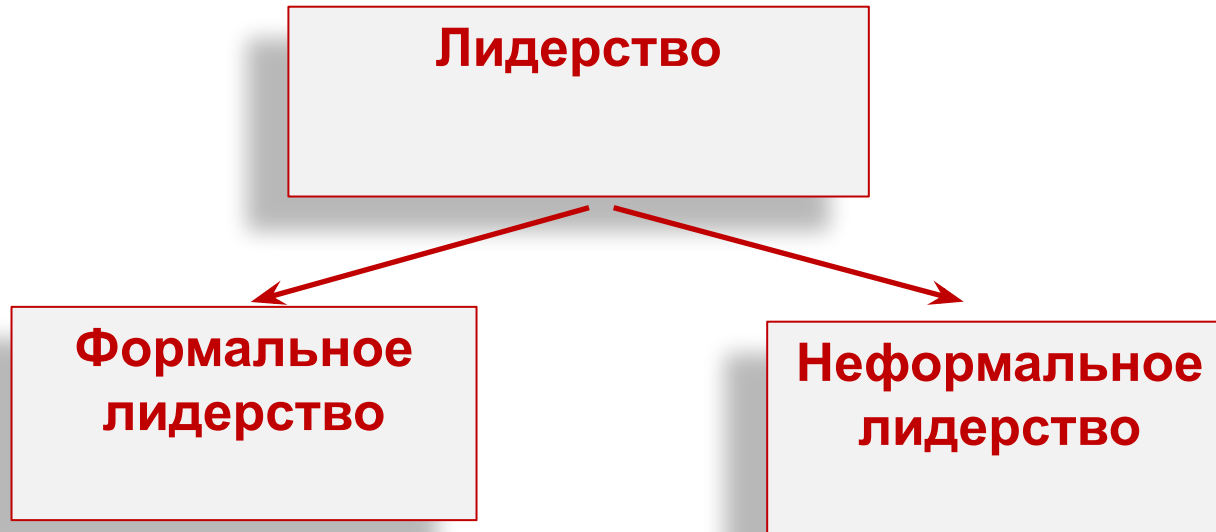 Лидерство
Формальное
лидерство
Неформальное
лидерство